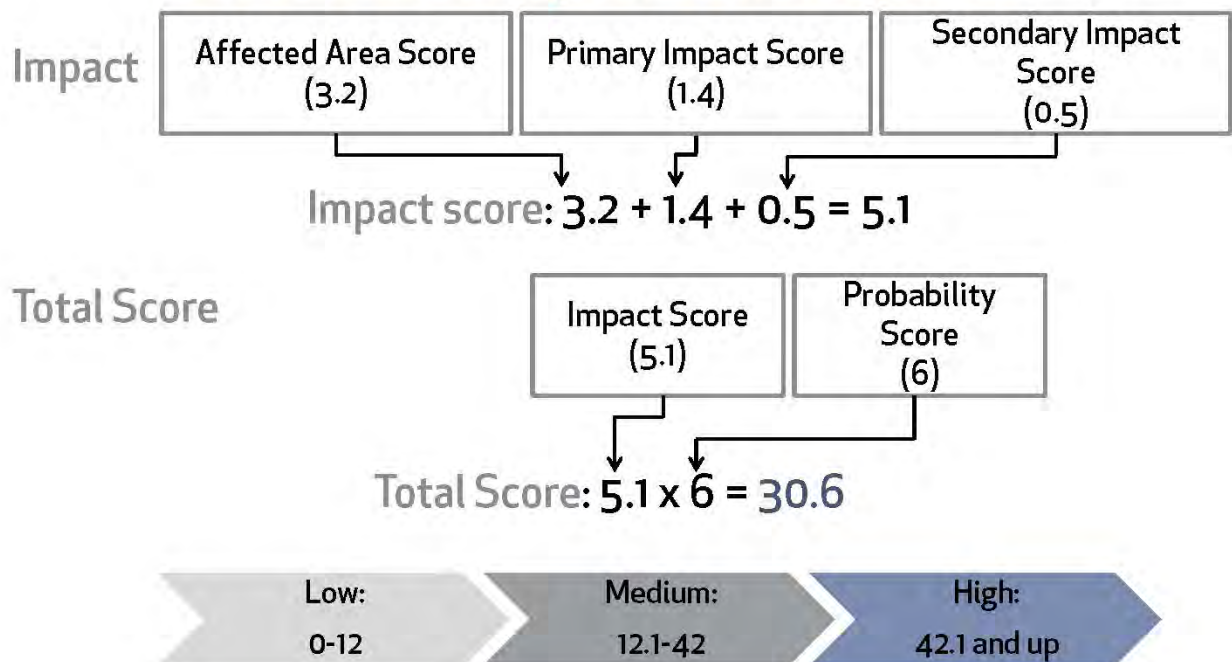 Impact
Affected Area Score
(3.2)
Primary Impact Score
(1.4)
Secondary Impact
Score
(0.5)
Impact score: 3.2 + 1.4 + 0.5 = 5.1
Total Score
Impact Score
(5.1)
Probability
Score
(6)
Total Score: 5.1 x 6 = 30.6
Low:
0-12
Medium:
12.1-42
High:
42.1 and up